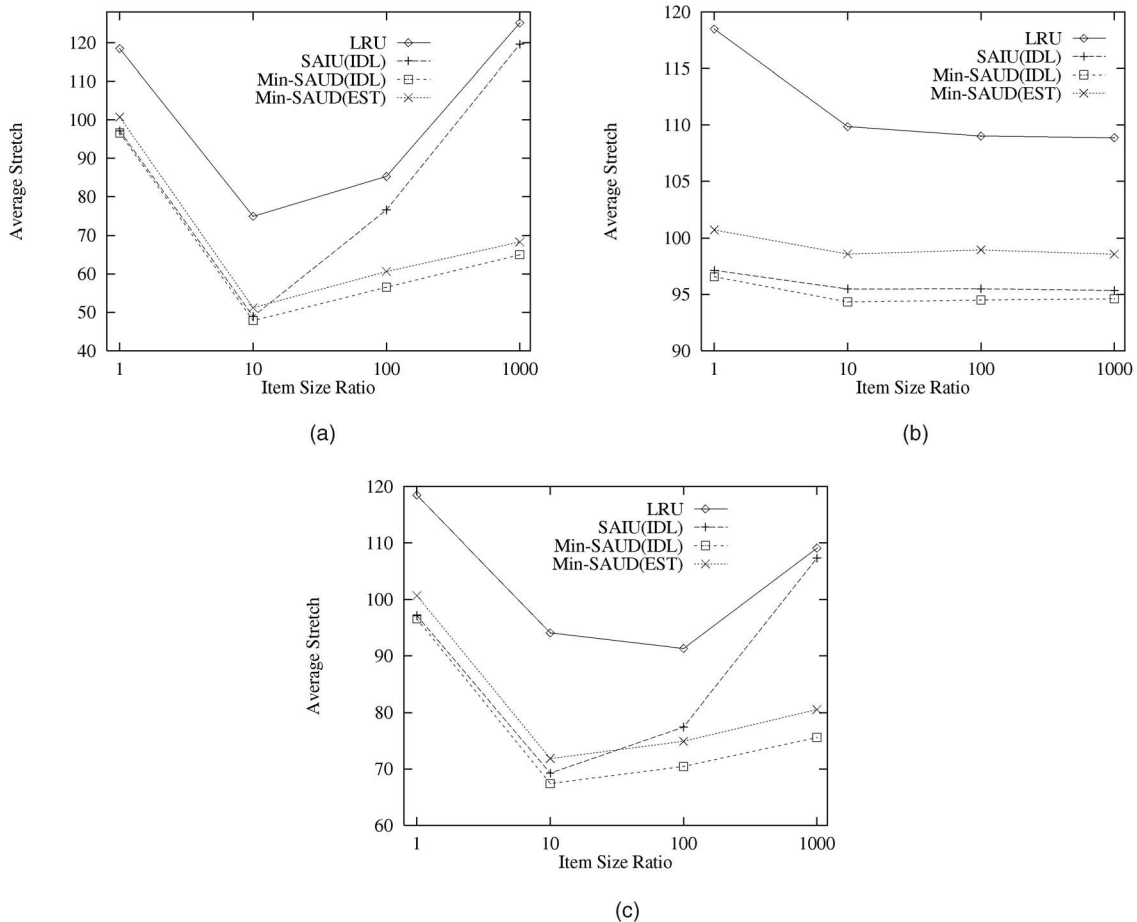 120
110
100
90
80
70
60
50
40
Average Stretch
LRU
SAIU(IDL)
Min-SAUD(IDL)
Min-SAUD(EST)
1 10 100 1000
Item Size Ratio
(a)
120
115
110
105
100
95
90
Average Stretch
LRU
SAIU(IDL)
Min-SAUD(IDL)
Min-SAUD(EST)
1 10 100 1000
Item Size Ratio
(b)
120
110
100
90
80
70
60
Average Stretch
LRU
SAIU(IDL)
Min-SAUD(IDL)
Min-SAUD(EST)
1 10 100 1000
Item Size Ratio
(c)